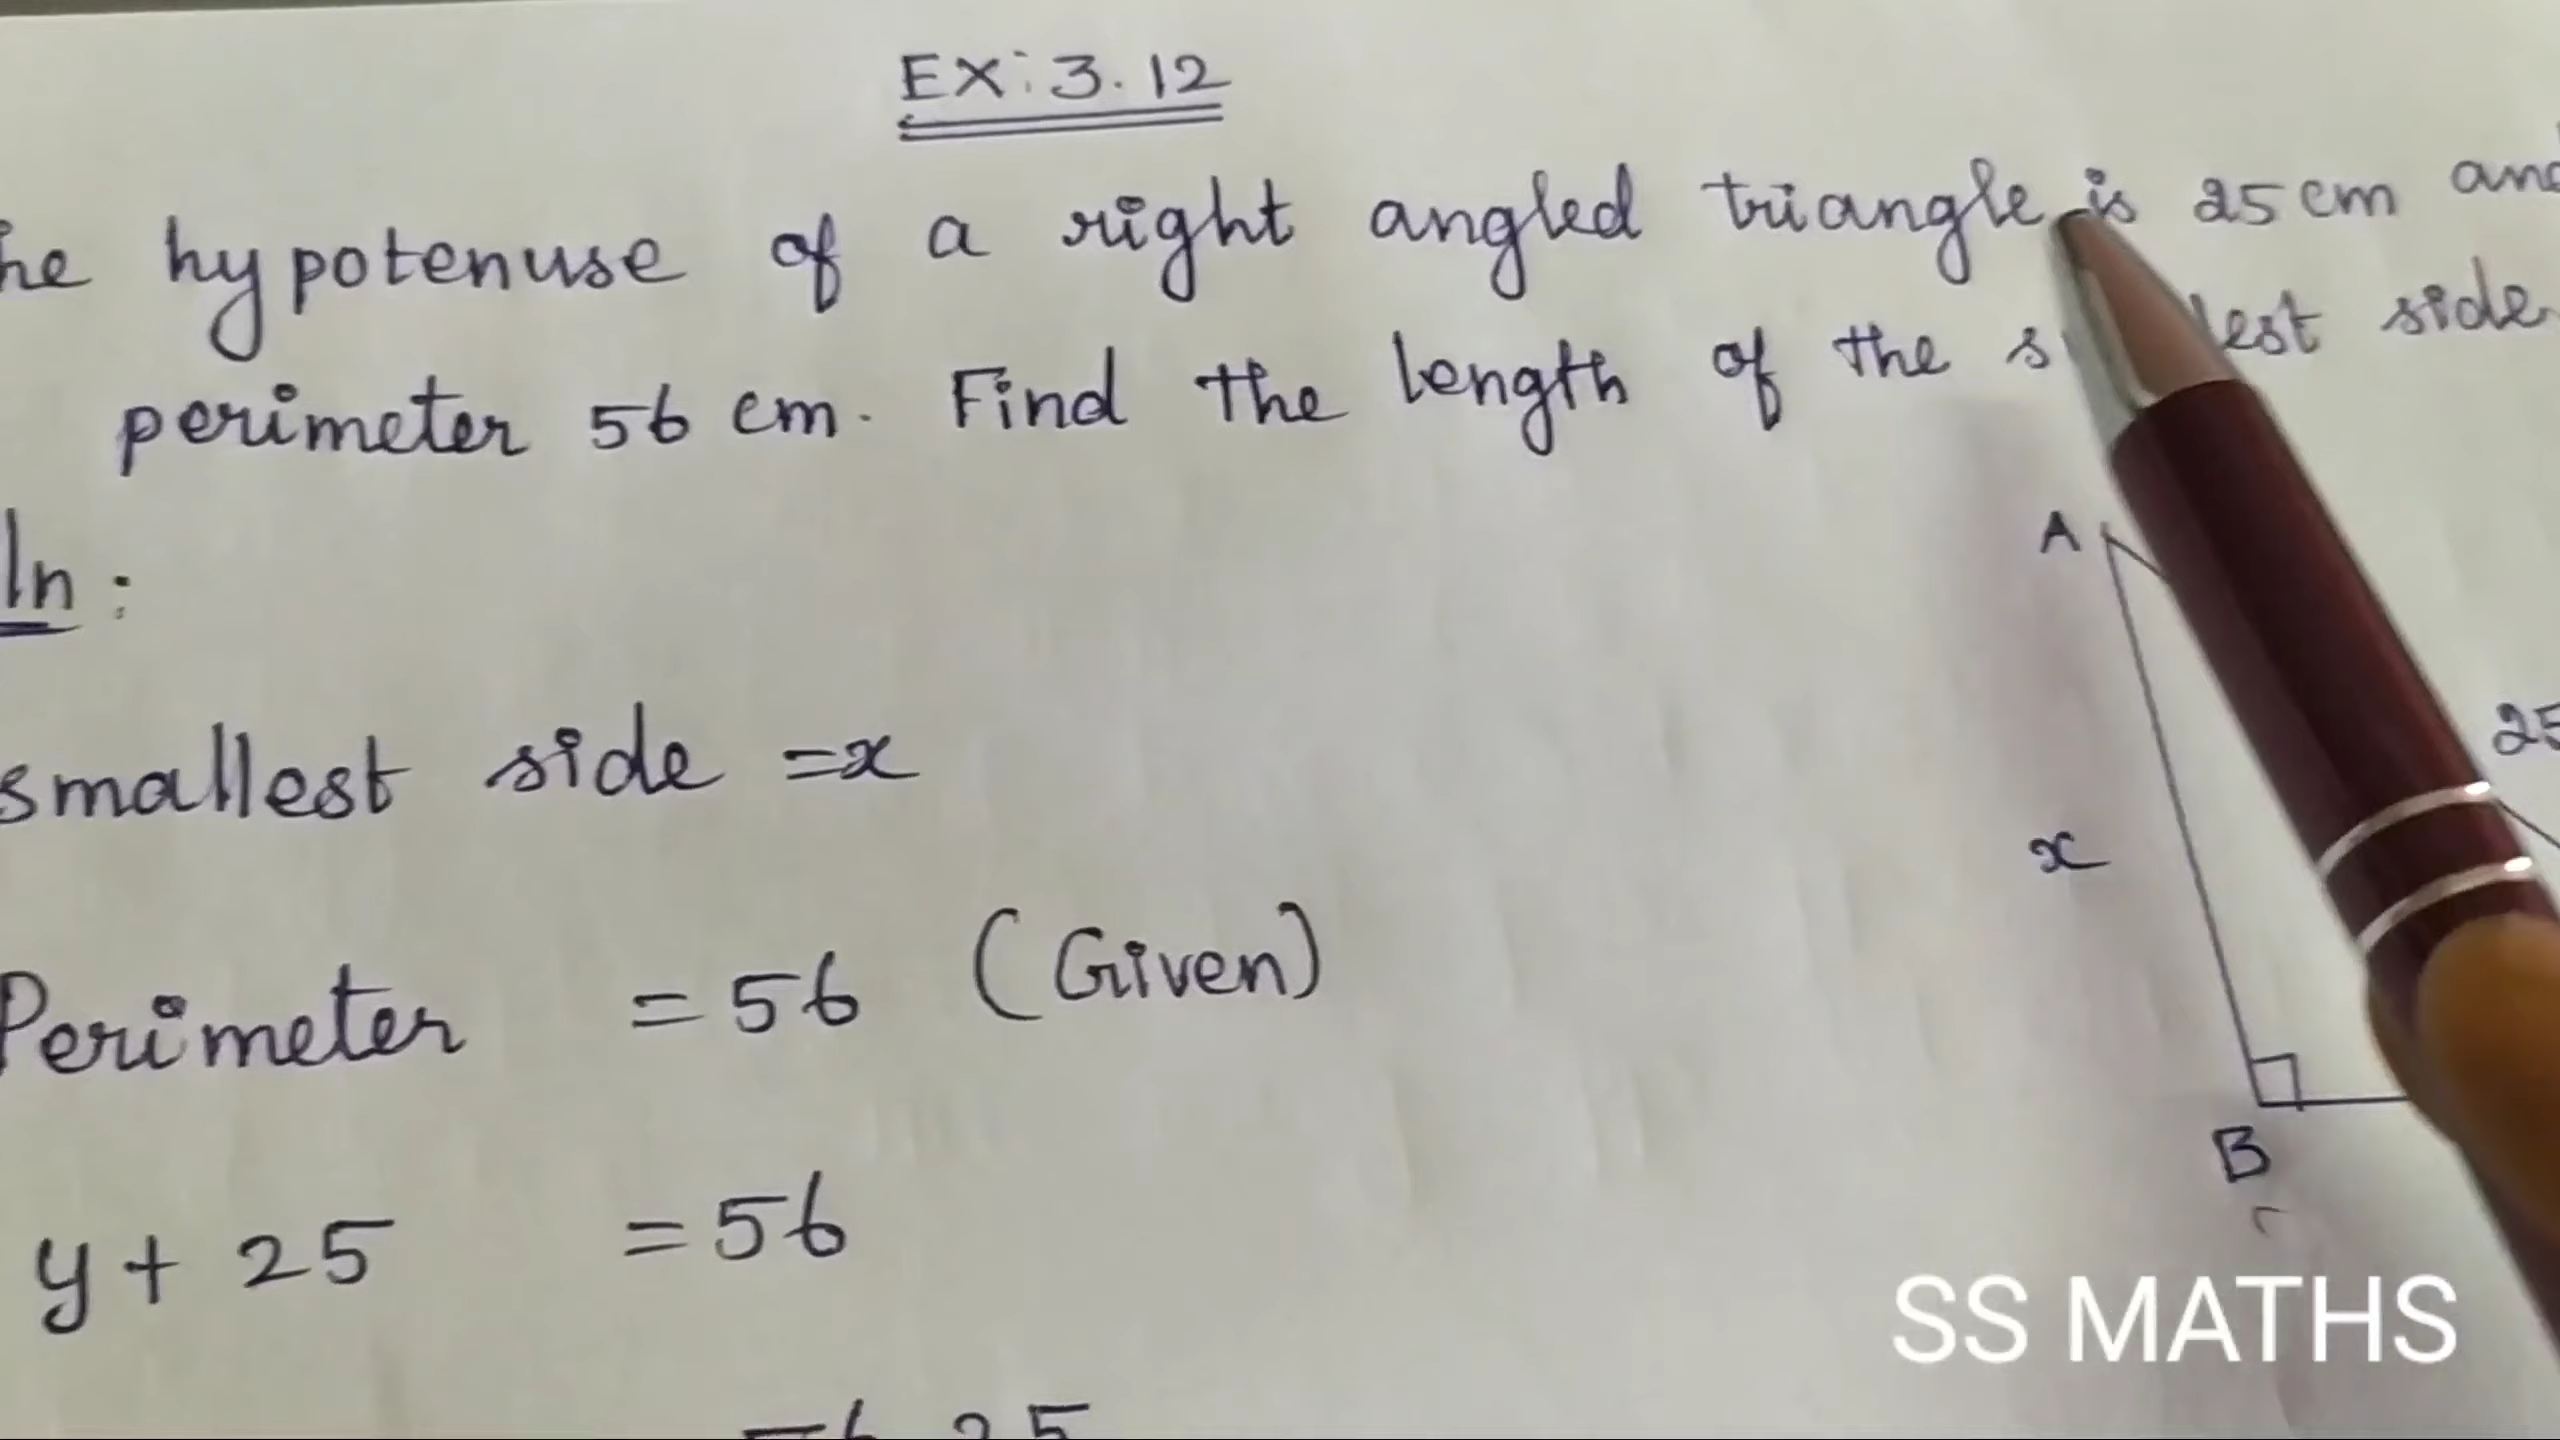 EX: 3.12
he hypotenuse of a right angled triangle is 25 cm and
perimeter 56 cm. Find the length of the side
ln:
A
smallest side = x
25
x
Perimeter = 56 (Given)
B
y + 25 = 56
SS MATHS